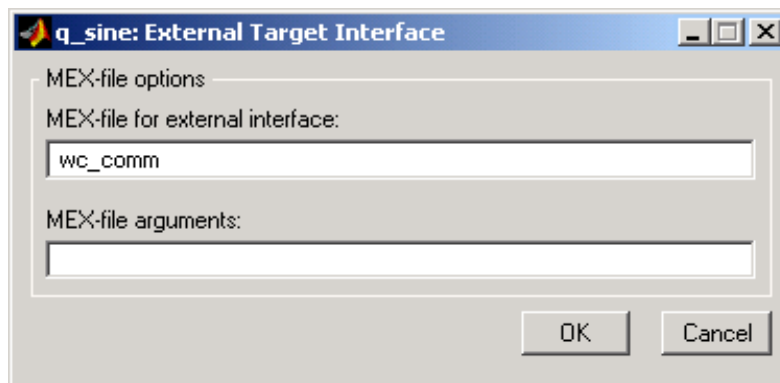 q_sine: External Target Interface
MEX-file options
MEX-file for external interface:
wc_comm
MEX-file arguments:
OK Cancel